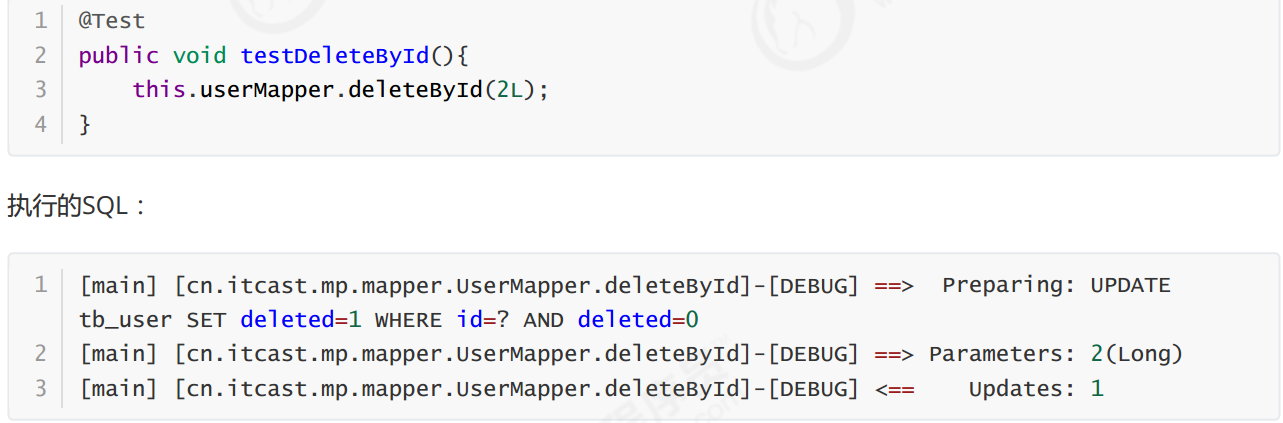 1 @Test
2 public void testDeleteById(){
3 this.userMapper.deleteById(2L);
4 }
执行的SQL：
1 [main] [cn.itcast.mp.mapper.UserMapper.deleteById]-[DEBUG] ==>  Preparing: UPDATE
tb_user SET deleted=1 WHERE id=? AND deleted=0
2 [main] [cn.itcast.mp.mapper.UserMapper.deleteById]-[DEBUG] ==> Parameters: 2(Long)
3 [main] [cn.itcast.mp.mapper.UserMapper.deleteById]-[DEBUG] <==    Updates: 1